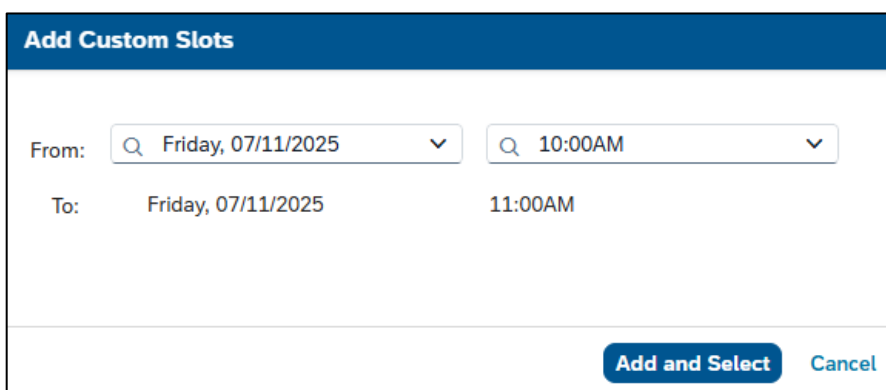 Add Custom Slots
From: Friday, 07/11/2025 10:00AM
To: Friday, 07/11/2025 11:00AM
Add and Select Cancel